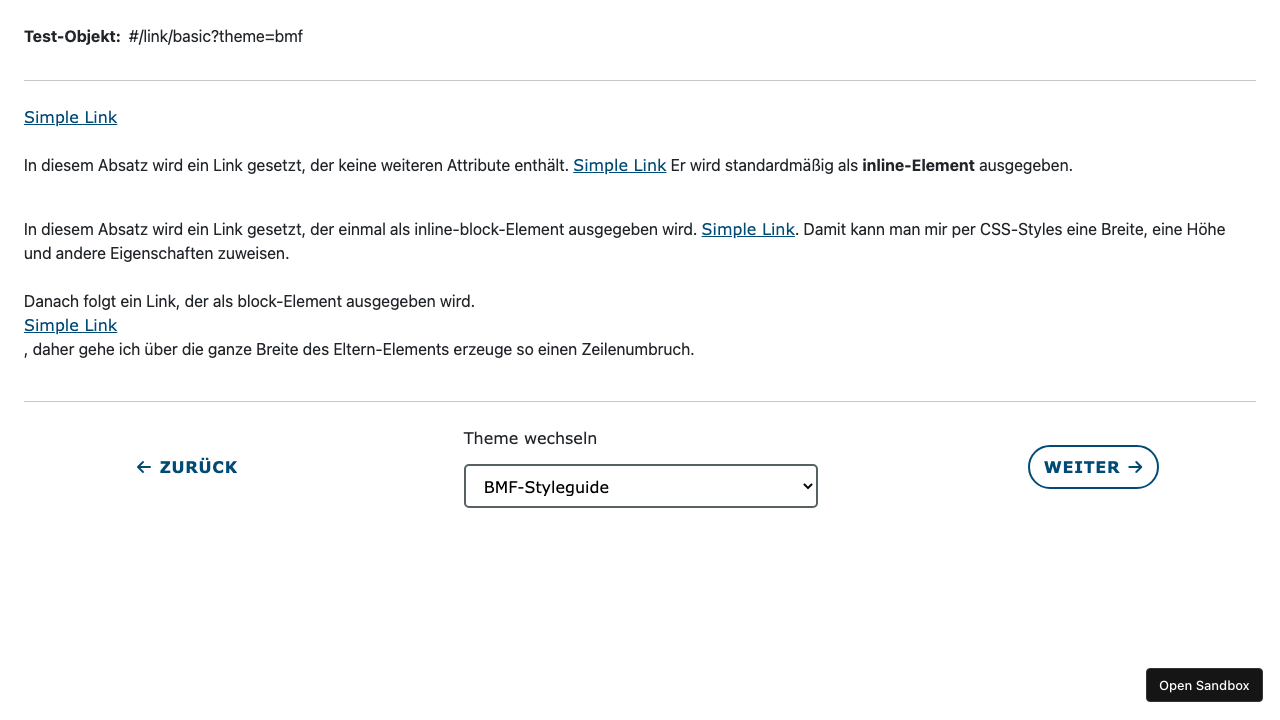 Test-Objekt: #/link/basic?theme=bmf
Simple Link
In diesem Absatz wird ein Link gesetzt, der keine weiteren Attribute enthält. Simple Link Er wird standardmäßig als inline-Element ausgegeben.
In diesem Absatz wird ein Link gesetzt, der einmal als inline-block-Element ausgegeben wird. Simple Link. Damit kann man mir per CSS-Styles eine Breite, eine Höhe
und andere Eigenschaften zuweisen.
Danach folgt ein Link, der als block-Element ausgegeben wird.
Simple Link
, daher gehe ich über die ganze Breite des Eltern-Elements erzeuge so einen Zeilenumbruch.
Theme wechseln
← ZURÜCK
BMF-Styleguide
WEITER →
Open Sandbox